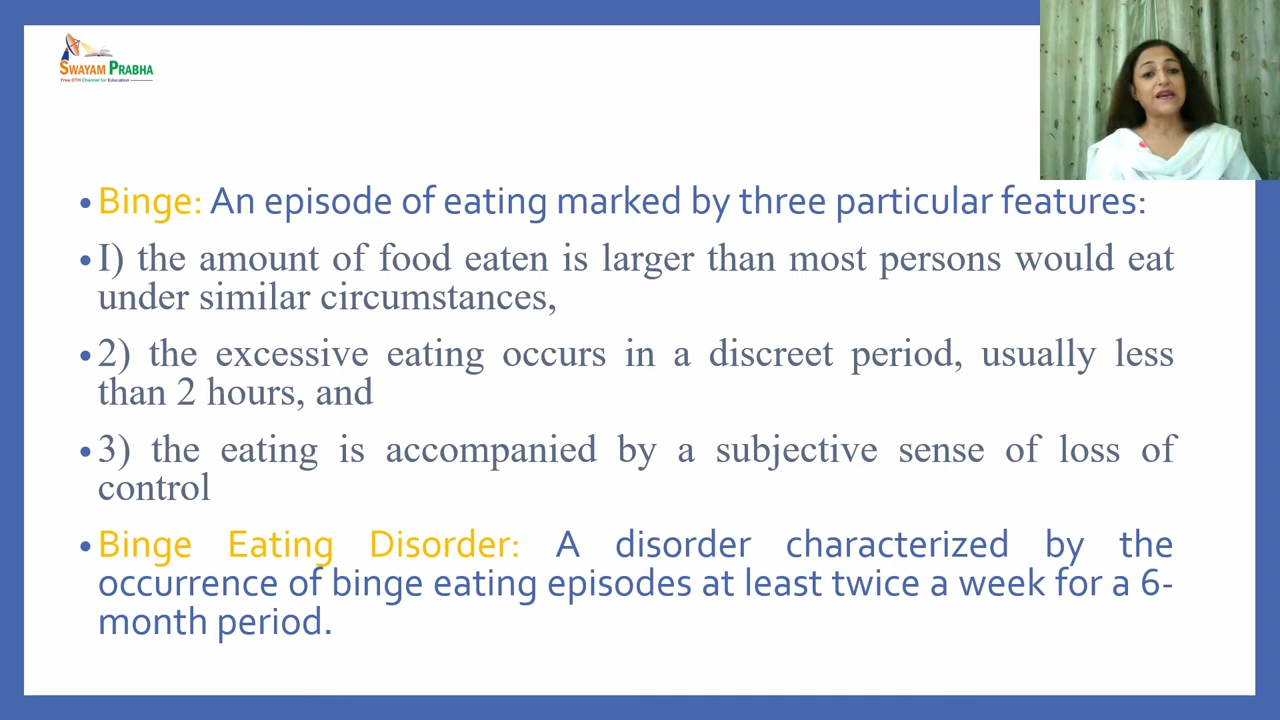 SWAYAM PRABHA
Free DTH Channel for Education
• Binge: An episode of eating marked by three particular features:
• I) the amount of food eaten is larger than most persons would eat
under similar circumstances,
• 2) the excessive eating occurs in a discreet period, usually less
than 2 hours, and
• 3) the eating is accompanied by a subjective sense of loss of
control
• Binge Eating Disorder: A disorder characterized by the
occurrence of binge eating episodes at least twice a week for a 6-
month period.